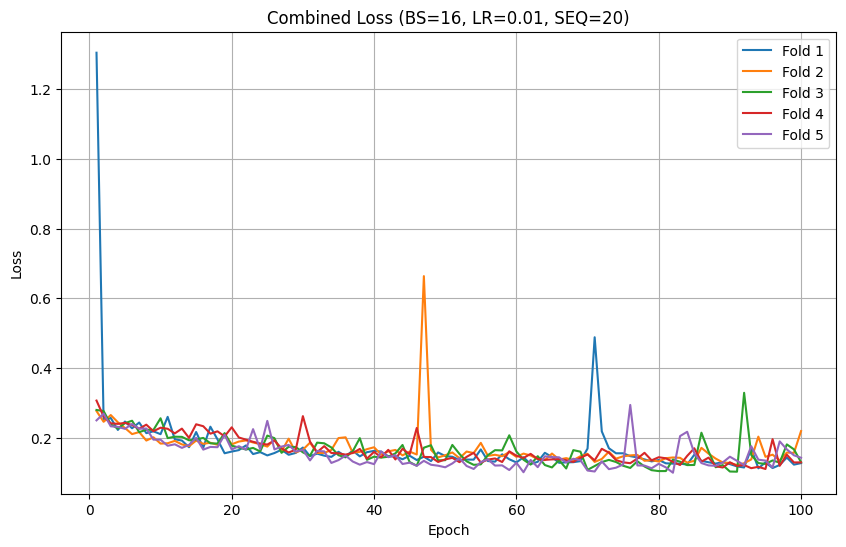 Combined Loss (BS=16, LR=0.01, SEQ=20)
Fold 1
Fold 2
Fold 3
Fold 4
Fold 5
Loss
1.2
1.0
0.8
0.6
0.4
0.2
0 20 40 60 80 100
Epoch